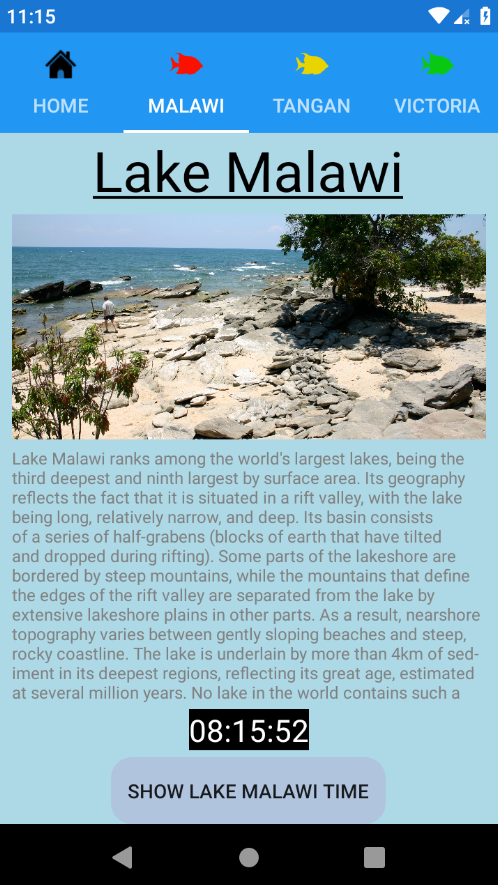 11:15
HOME
MALAWI
TANGAN
VICTORIA
Lake Malawi
Lake Malawi ranks among the world's largest lakes, being the
third deepest and ninth largest by surface area. Its geography
reflects the fact that it is situated in a rift valley, with the lake
being long, relatively narrow, and deep. Its basin consists
of a series of half-grabens (blocks of earth that have tilted
and dropped during rifting). Some parts of the lakeshore are
bordered by steep mountains, while the mountains that define
the edges of the rift valley are separated from the lake by
extensive lakeshore plains in other parts. As a result, nearshore
topography varies between gently sloping beaches and steep,
rocky coastline. The lake is underlain by more than 4km of sed-
iment in its deepest regions, reflecting its great age, estimated
at several million years. No lake in the world contains such a
08:15:52
SHOW LAKE MALAWI TIME